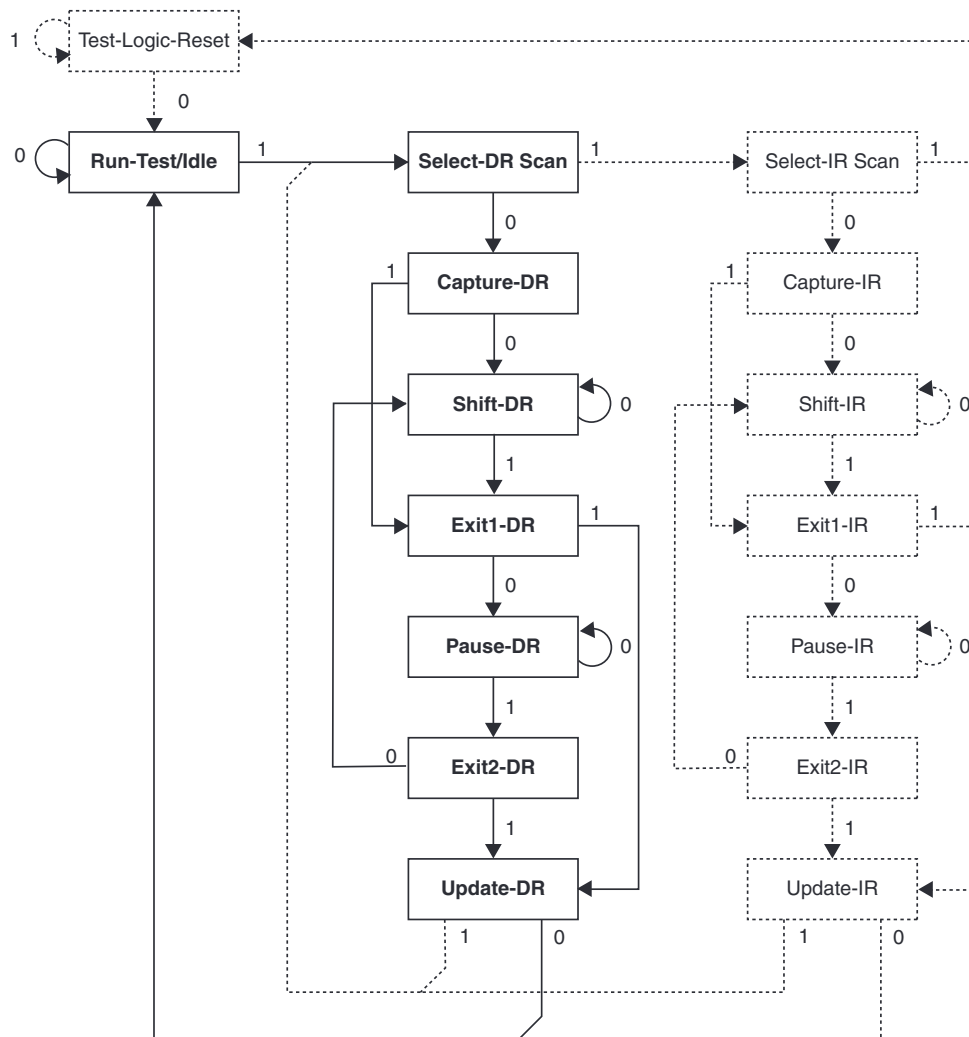 1
Test-Logic-Reset
0
0
Run-Test/Idle
1
Select-DR Scan
1
Select-IR Scan
1
0
0
1
Capture-DR
1
Capture-IR
0
0
Shift-DR
0
Shift-IR
0
1
1
Exit1-DR
1
Exit1-IR
1
0
0
Pause-DR
0
Pause-IR
0
1
1
0
Exit2-DR
0
Exit2-IR
1
1
Update-DR
Update-IR
1
0
1
0